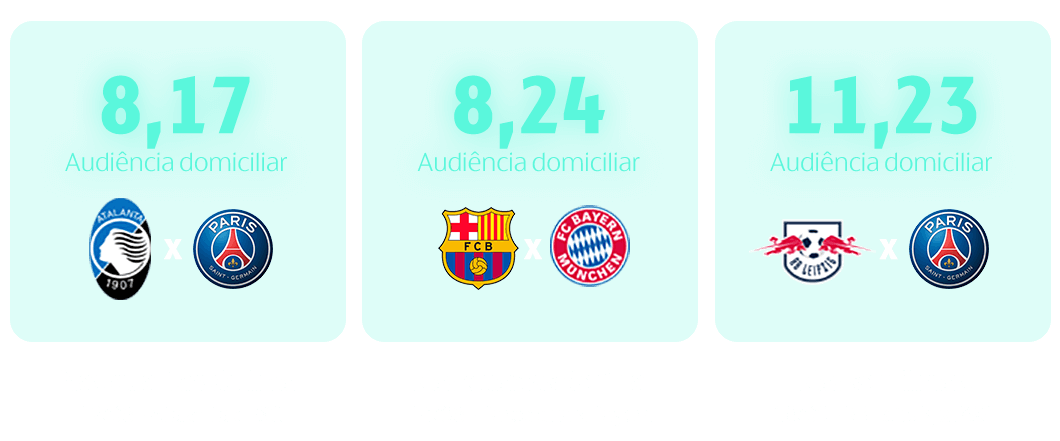 8,17
Audiência domiciliar
ATALANTA
1907
x
PARIS
SAINT-GERMAIN
8,24
Audiência domiciliar
FCB
x
FC BAYERN
MÜNCHEN
11,23
Audiência domiciliar
RB LEIPZIG
x
PARIS
SAINT-GERMAIN